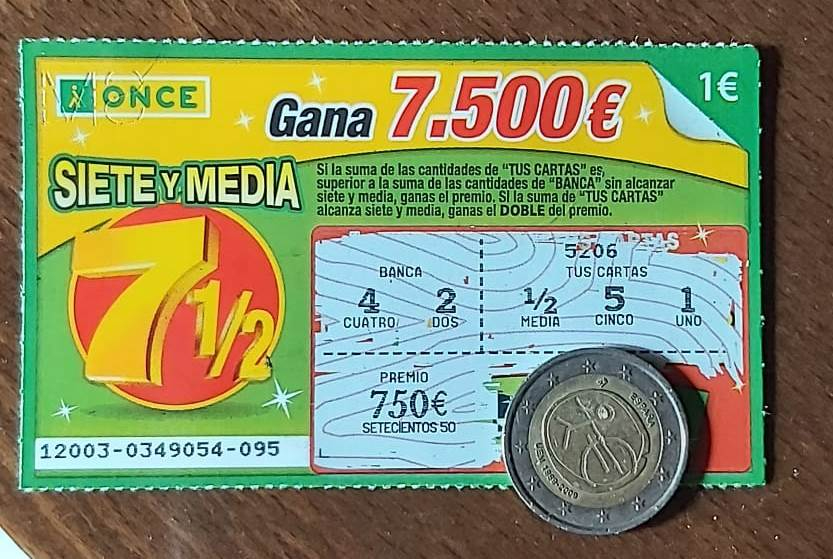 ONCE
Gana 7.500€
1€
SIETE Y MEDIA
7 1/2
Si la suma de las cantidades de "TUS CARTAS" es,
superior a la suma de las cantidades de "BANCA" sin alcanzar
siete y media, ganas el premio. Si la suma de "TUS CARTAS"
alcanza siete y media, ganas el DOBLE del premio.
5206
BANCA
TUS CARTAS
4 2 1/2 5 1
CUATRO DOS MEDIA CINCO UNO
PREMIO
750€
SETECIENTOS 50
12003-0349054-095
ESPAÑA
UEM 1999-2009